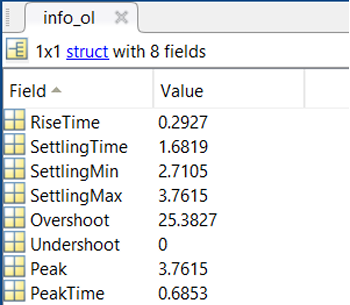 info_ol
1x1 struct with 8 fields
Field Value
RiseTime 0.2927
SettlingTime 1.6819
SettlingMin 2.7105
SettlingMax 3.7615
Overshoot 25.3827
Undershoot 0
Peak 3.7615
PeakTime 0.6853